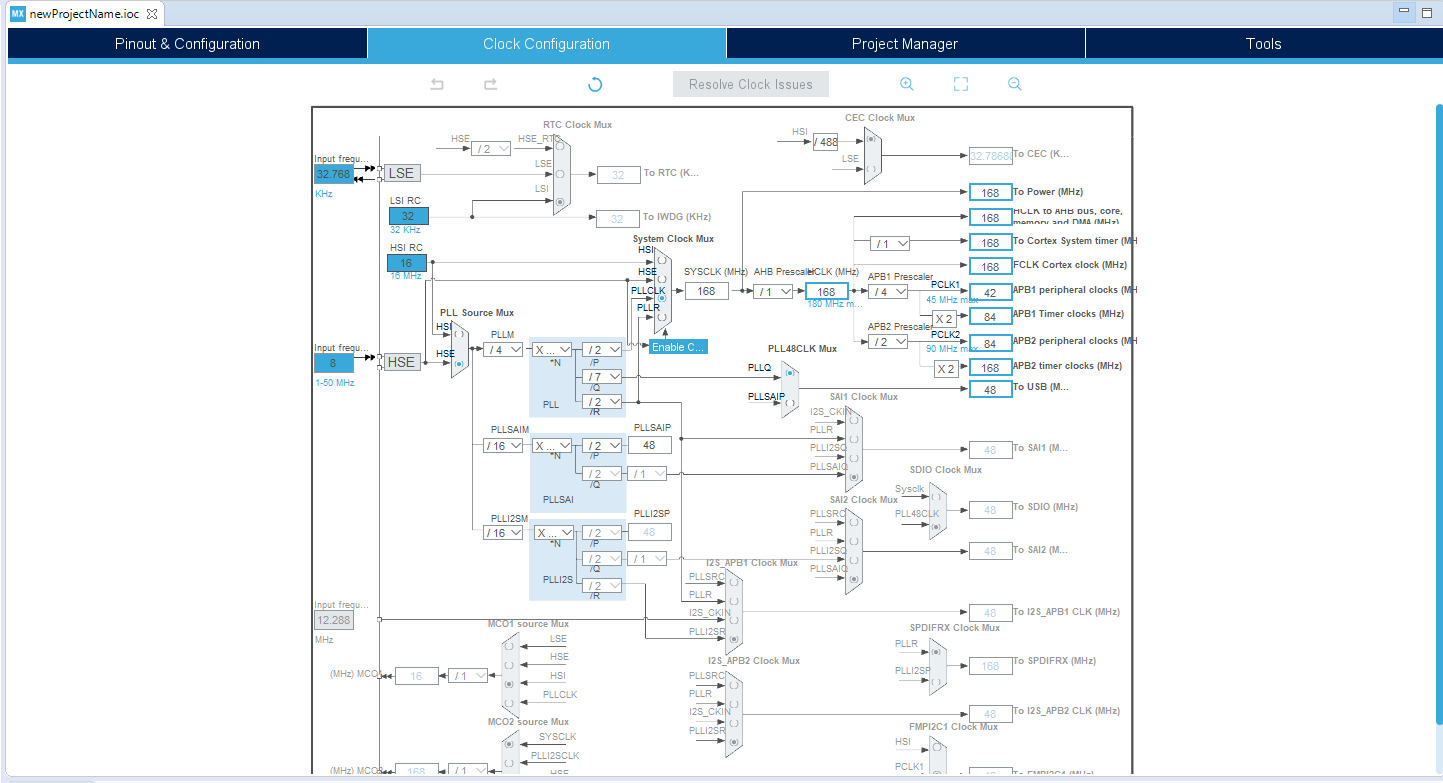 MX newProjectName.ioc
Pinout & Configuration
Clock Configuration
Project Manager
Tools
Resolve Clock Issues
RTC Clock Mux
HSE
/ 2
HSE_RTC
LSE
LSI
32
To RTC (K...
32
To IWDG (KHz)
CEC Clock Mux
HSI
/ 488
LSE
32.7868
To CEC (K...
Input frequ...
32.768
KHz
LSE
LSI RC
32
32 KHz
HSI RC
16
16 MHz
Input frequ...
8
1-50 MHz
HSE
PLL Source Mux
HSI
HSE
PLLM
/ 4
X ...
*N
/ 2
/P
/ 7
/Q
/ 2
/R
PLL
System Clock Mux
HSI
HSE
PLLCLK
PLLR
Enable C...
SYSCLK (MHz)
168
AHB Prescaler
/ 1
HCLK (MHz)
168
180 MHz m...
APB1 Prescaler
/ 4
PCLK1
45 MHz max
X 2
APB2 Prescaler
/ 2
PCLK2
90 MHz max
X 2
168
To Power (MHz)
168
HCLK to AHB bus, core,
memory and DMA (MHz)
/ 1
168
To Cortex System timer (MH
168
FCLK Cortex clock (MHz)
42
APB1 peripheral clocks (MH
84
APB1 Timer clocks (MHz)
84
APB2 peripheral clocks (MH
168
APB2 timer clocks (MHz)
48
To USB (M...
PLL48CLK Mux
PLLQ
PLLSAIP
PLLSAIM
/ 16
X ...
*N
/ 2
/P
/ 2
/Q
PLLSAI
PLLSAIP
48
/ 1
PLLI2SM
/ 16
X ...
*N
/ 2
/P
/ 2
/Q
/ 2
/R
PLLI2S
PLLI2SP
48
/ 1
SAI1 Clock Mux
I2S_CKIN
PLLR
PLLI2SQ
PLLSAIQ
48
To SAI1 (M...
SDIO Clock Mux
Sysclk
PLL48CLK
48
To SDIO (MHz)
SAI2 Clock Mux
PLLSRC
PLLR
PLLI2SQ
PLLSAIQ
48
To SAI2 (M...
I2S_APB1 Clock Mux
PLLSRC
PLLR
I2S_CKIN
PLLI2SR
48
To I2S_APB1 CLK (MHz)
Input frequ...
12.288
MHz
SPDIFRX Clock Mux
PLLR
PLLI2SP
168
To SPDIFRX (MHz)
I2S_APB2 Clock Mux
PLLSRC
PLLR
I2S_CKIN
PLLI2SR
48
To I2S_APB2 CLK (MHz)
MCO1 source Mux
LSE
HSE
HSI
PLLCLK
(MHz) MCO1
16
/ 1
MCO2 source Mux
SYSCLK
PLLI2SCLK
HSE
(MHz) MCO2
168
/ 1
FMPI2C1 Clock Mux
HSI
PCLK1
48
To FMPI2C1 (MHz)